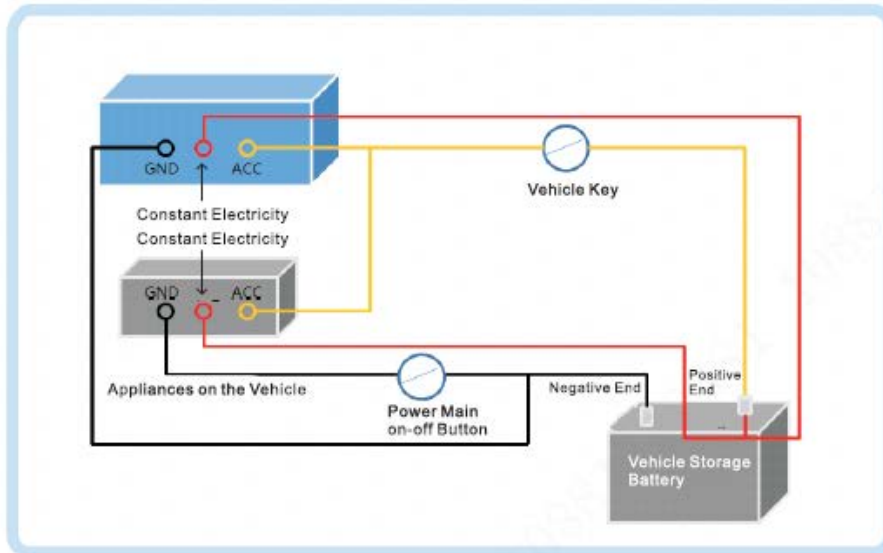 GND
ACC
Vehicle Key
Constant Electricity
Constant Electricity
GND
ACC
Appliances on the Vehicle
Power Main
on-off Button
Negative End
Positive
End
Vehicle Storage
Battery